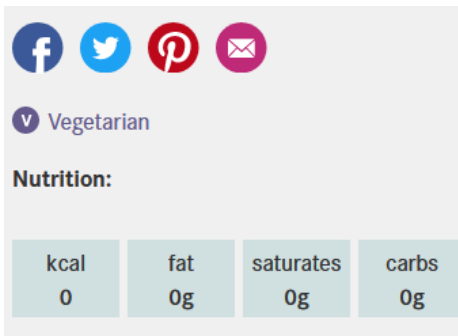 V Vegetarian
Nutrition:
kcal fat saturates carbs
0 0g 0g 0g